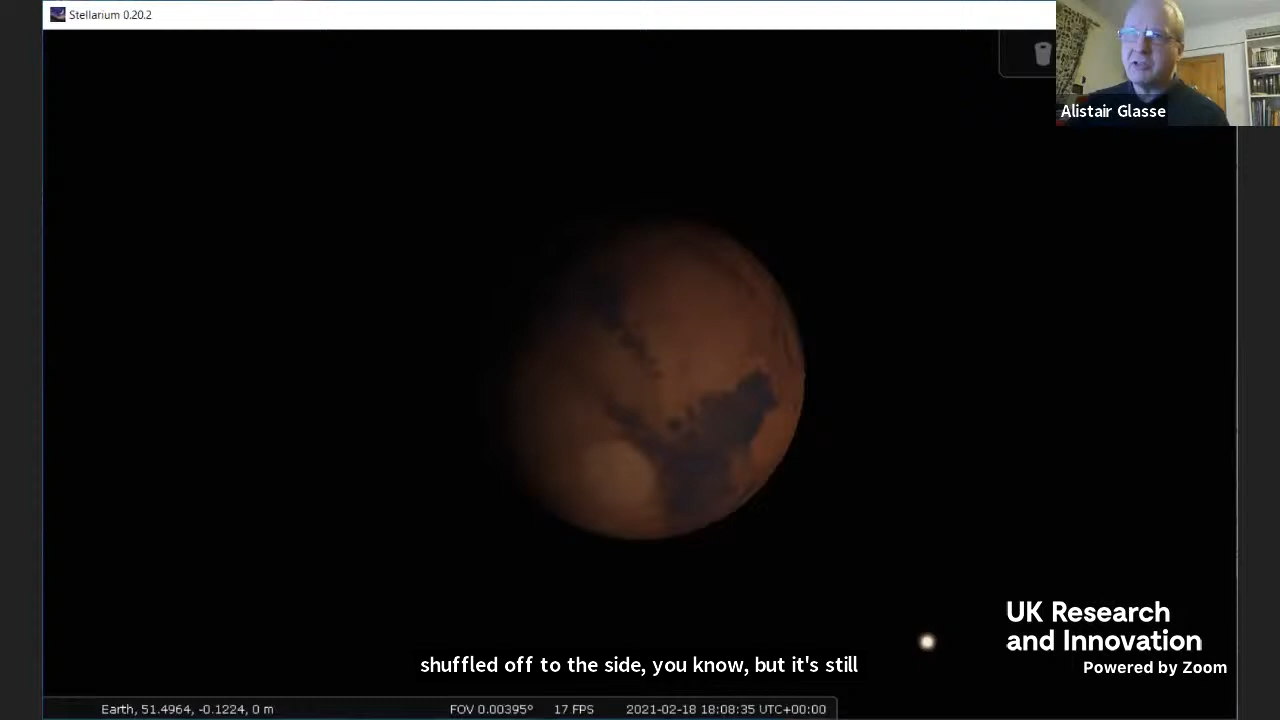 Stellarium 0.20.2
Alistair Glasse
UK Research
and Innovation
shuffled off to the side, you know, but it's still
Powered by Zoom
Earth, 51.4964, -0.1224, 0 m FOV 0.00395° 17 FPS 2021-02-18 18:08:35 UTC+00:00